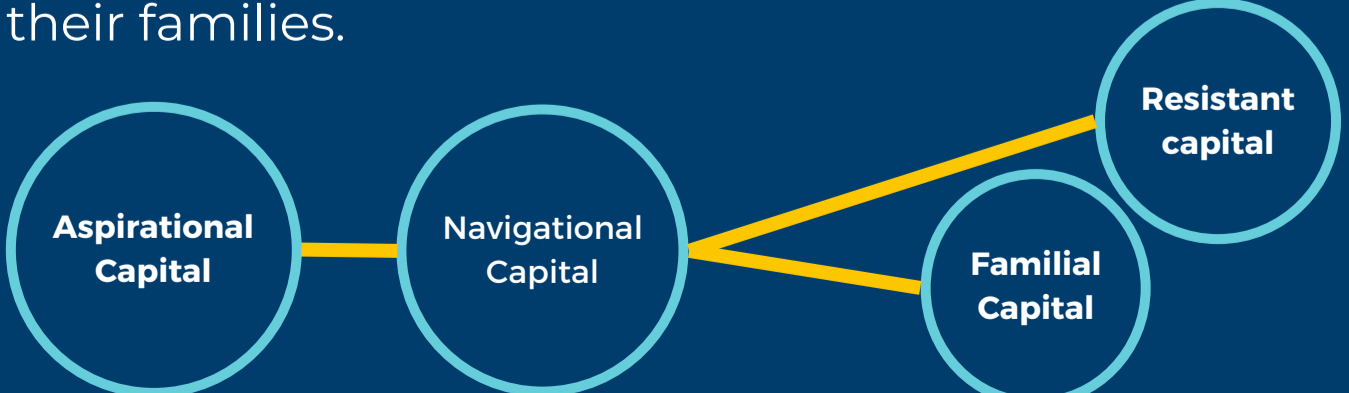 their families.
Aspirational
Capital
Navigational
Capital
Resistant
capital
Familial
Capital